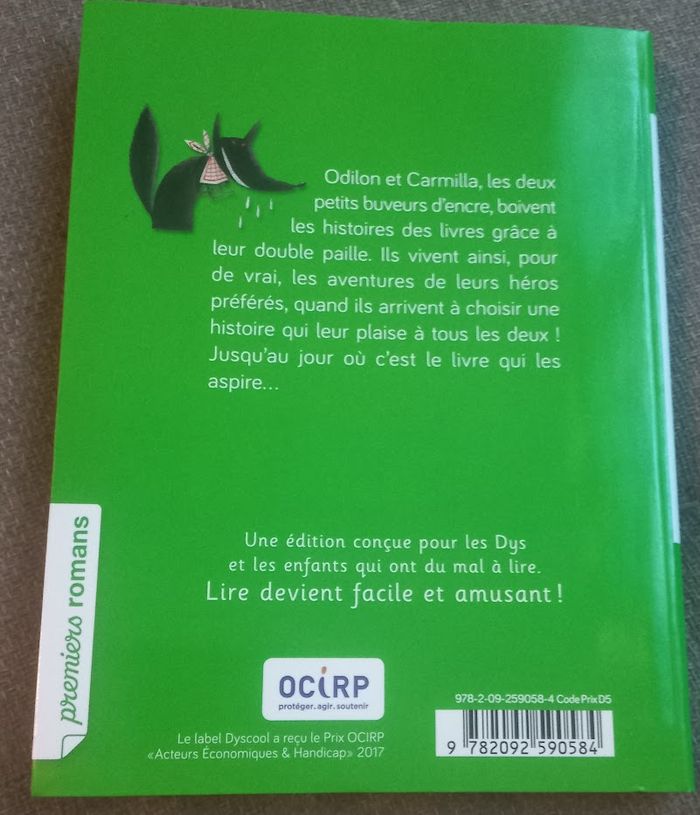 Odilon et Carmilla, les deux
petits buveurs d'encre, boivent
les histoires des livres grâce à
leur double paille. Ils vivent ainsi, pour
de vrai, les aventures de leurs héros
préférés, quand ils arrivent à choisir une
histoire qui leur plaise à tous les deux !
Jusqu'au jour où c'est le livre qui les
aspire...
Une édition conçue pour les Dys
et les enfants qui ont du mal à lire.
Lire devient facile et amusant !
premiers romans
OCIRP
protéger.agir.soutenir
Le label Dyscool a reçu le Prix OCIRP
«Acteurs Économiques & Handicap» 2017
978-2-09-259058-4 Code Prix D5
9 782092 590584